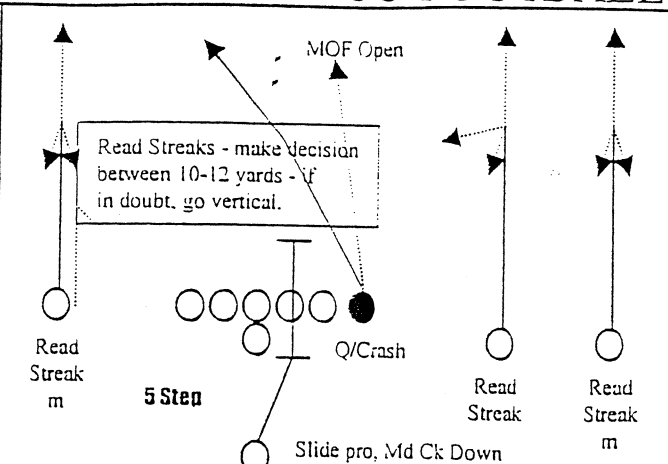 MOF Open
Read Streaks - make decision
between 10-12 yards - if
in doubt, go vertical.
Q/Crash
Read
Streak
m
5 Step
Read
Streak
Read
Streak
m
Slide pro, Md Ck Down